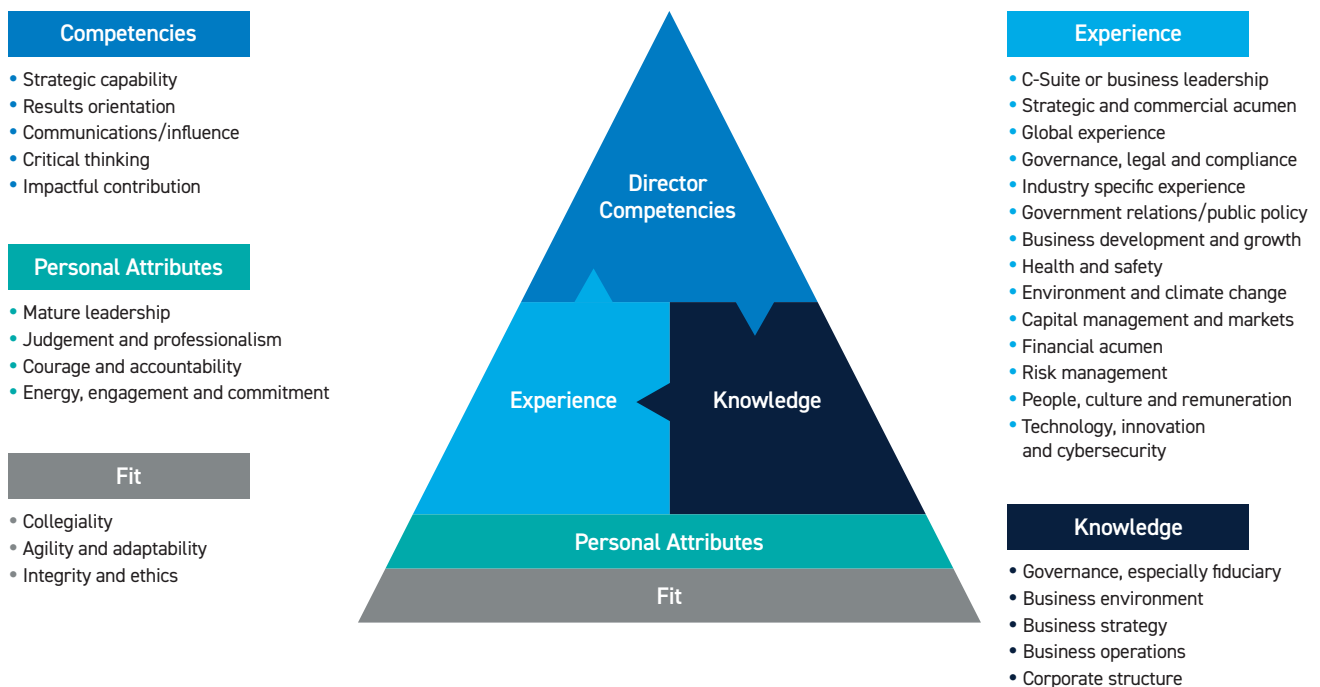 Competencies
• Strategic capability
• Results orientation
• Communications/influence
• Critical thinking
• Impactful contribution
Personal Attributes
• Mature leadership
• Judgement and professionalism
• Courage and accountability
• Energy, engagement and commitment
Fit
• Collegiality
• Agility and adaptability
• Integrity and ethics
Director
Competencies
Experience
Knowledge
Personal Attributes
Fit
Experience
• C-Suite or business leadership
• Strategic and commercial acumen
• Global experience
• Governance, legal and compliance
• Industry specific experience
• Government relations/public policy
• Business development and growth
• Health and safety
• Environment and climate change
• Capital management and markets
• Financial acumen
• Risk management
• People, culture and remuneration
• Technology, innovation
and cybersecurity
Knowledge
• Governance, especially fiduciary
• Business environment
• Business strategy
• Business operations
• Corporate structure